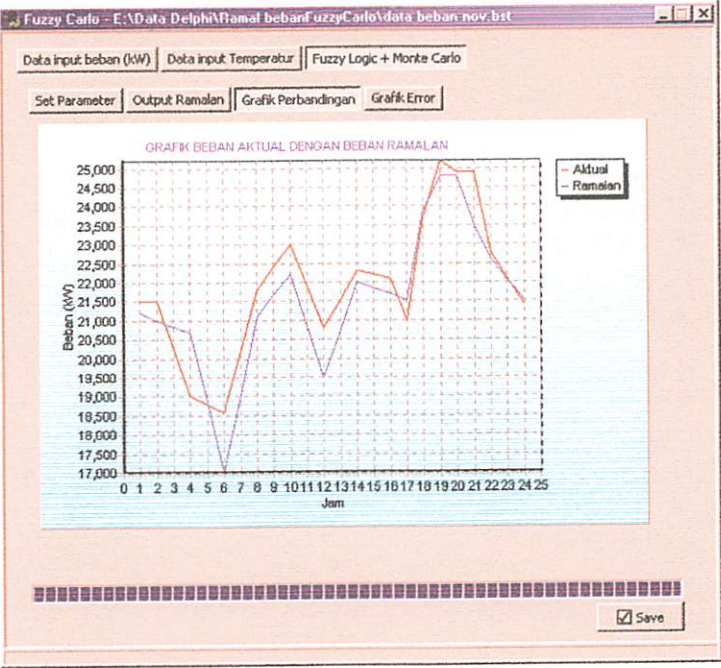 Fuzzy Carlo - E:\Data Delphi\Ramal bebanFuzzyCarlo\data beban nov.bst
Data input beban (kW) Data input Temperatur Fuzzy Logic + Monte Carlo
Set Parameter Output Ramalan Grafik Perbandingan Grafik Error
GRAFIK BEBAN AKTUAL DENGAN BEBAN RAMALAN
Aktual
Ramalan
25,000
24,500
24,000
23,500
23,000
22,500
22,000
21,500
21,000
20,500
20,000
19,500
19,000
18,500
18,000
17,500
17,000
Beban (kW)
0 1 2 3 4 5 6 7 8 9 10 11 12 13 14 15 16 17 18 19 20 21 22 23 24 25
Jam
Save